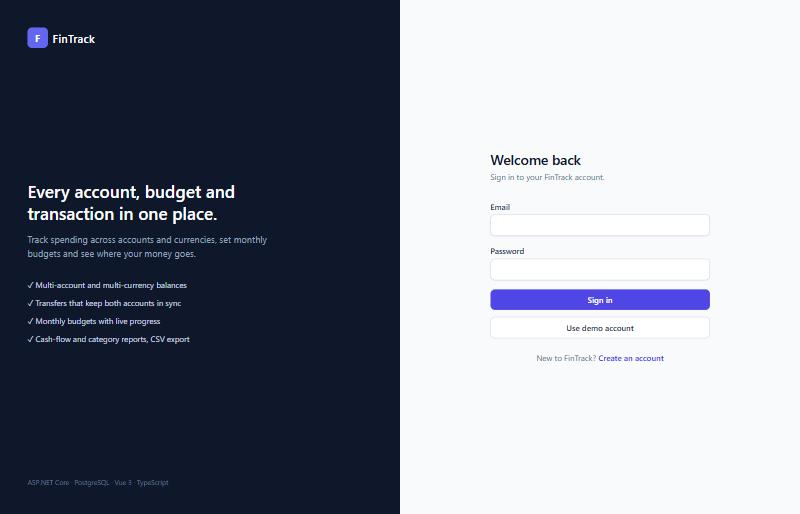 F FinTrack
Every account, budget and
transaction in one place.
Track spending across accounts and currencies, set monthly
budgets and see where your money goes.
✓ Multi-account and multi-currency balances
✓ Transfers that keep both accounts in sync
✓ Monthly budgets with live progress
✓ Cash-flow and category reports, CSV export
ASP.NET Core · PostgreSQL · Vue 3 · TypeScript
Welcome back
Sign in to your FinTrack account.
Email
Password
Sign in
Use demo account
New to FinTrack? Create an account